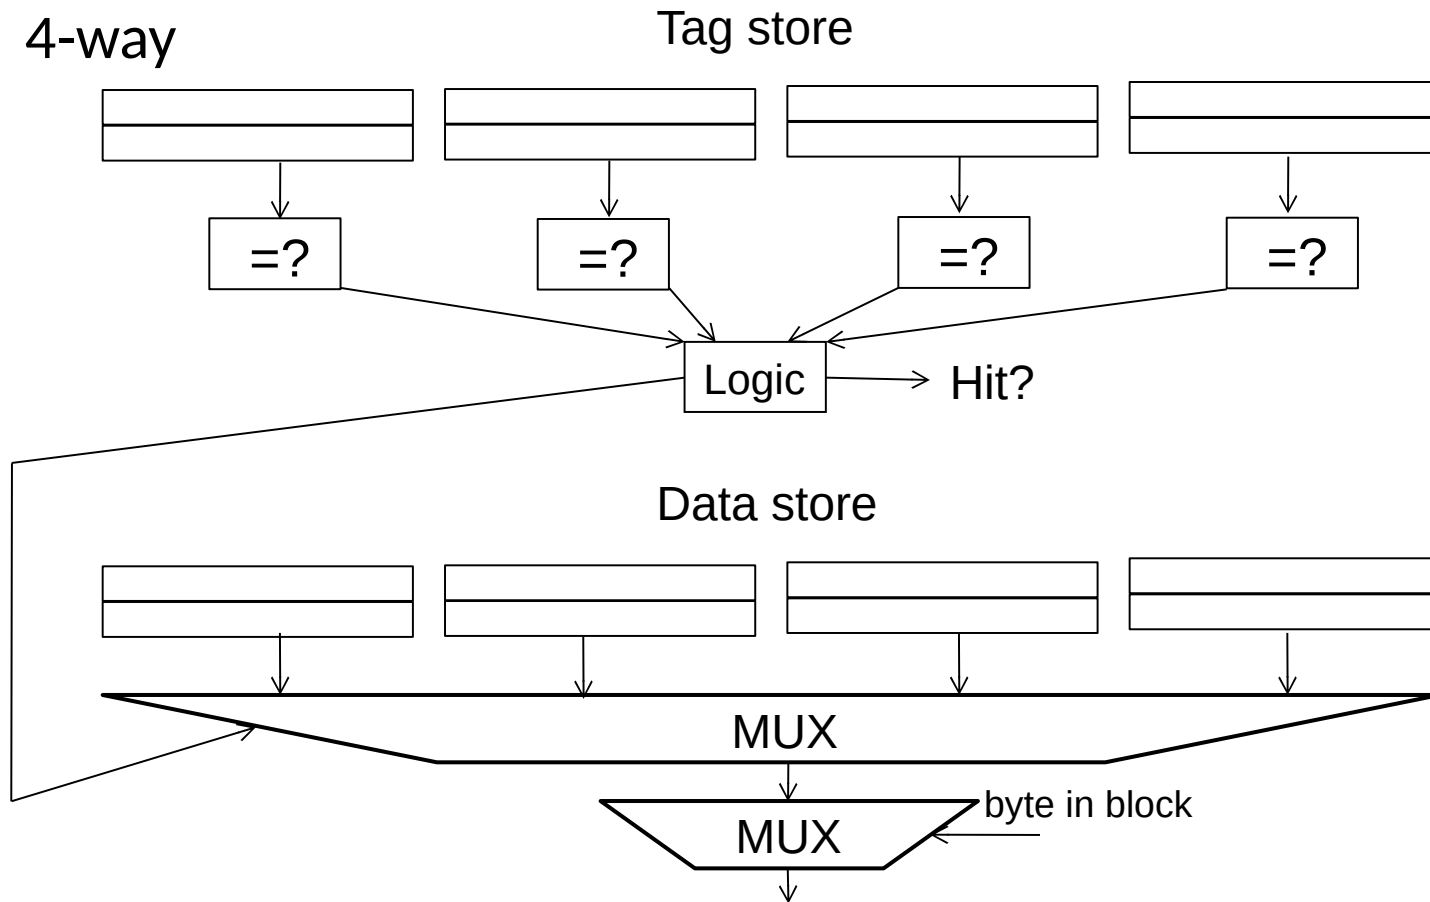 4-way
Tag store
=?
=?
=?
=?
Logic
Hit?
Data store
MUX
byte in block
MUX